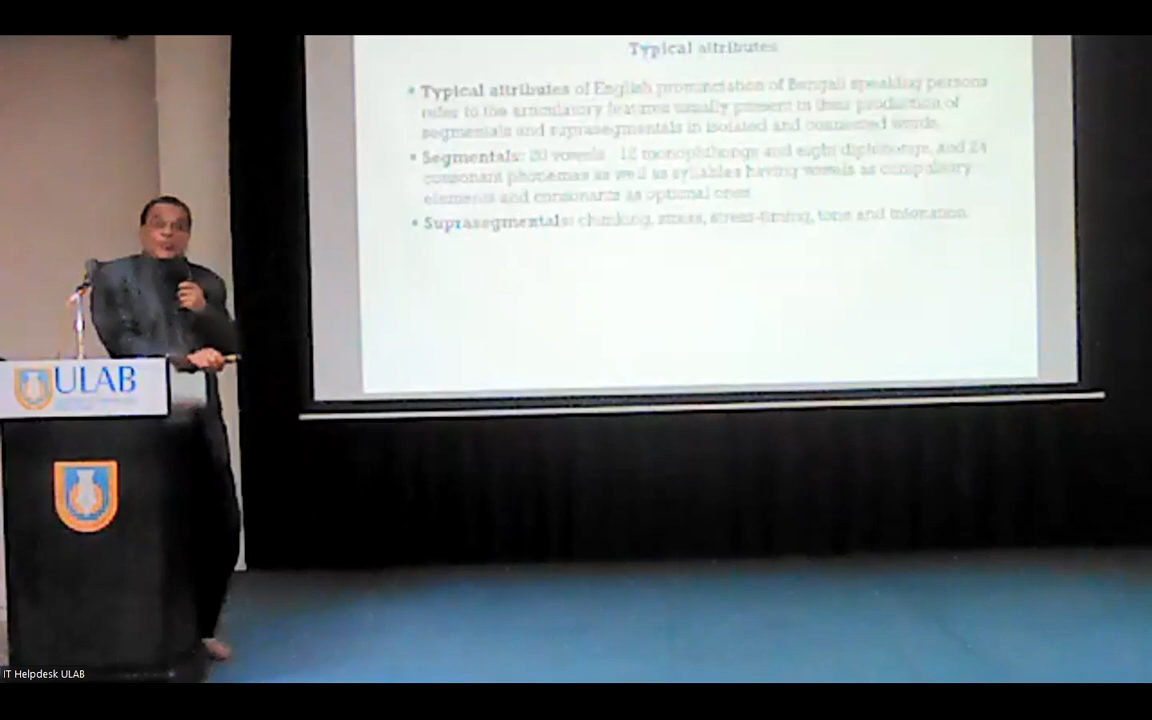 Typical attributes
• Typical attributes of English pronunciation of Bengali speaking persons
refer to the articulatory features usually present in their production of
segmentals and suprasegmentals in isolated and connected words.
• Segmentals: 20 vowels - 12 monophthongs and eight diphthongs, and 24
consonant phonemes as well as syllables having vowels as compulsory
elements and consonants as optional ones
• Suprasegmentals: chunking, stress, stress-timing, tone and intonation
ULAB
IT Helpdesk ULAB